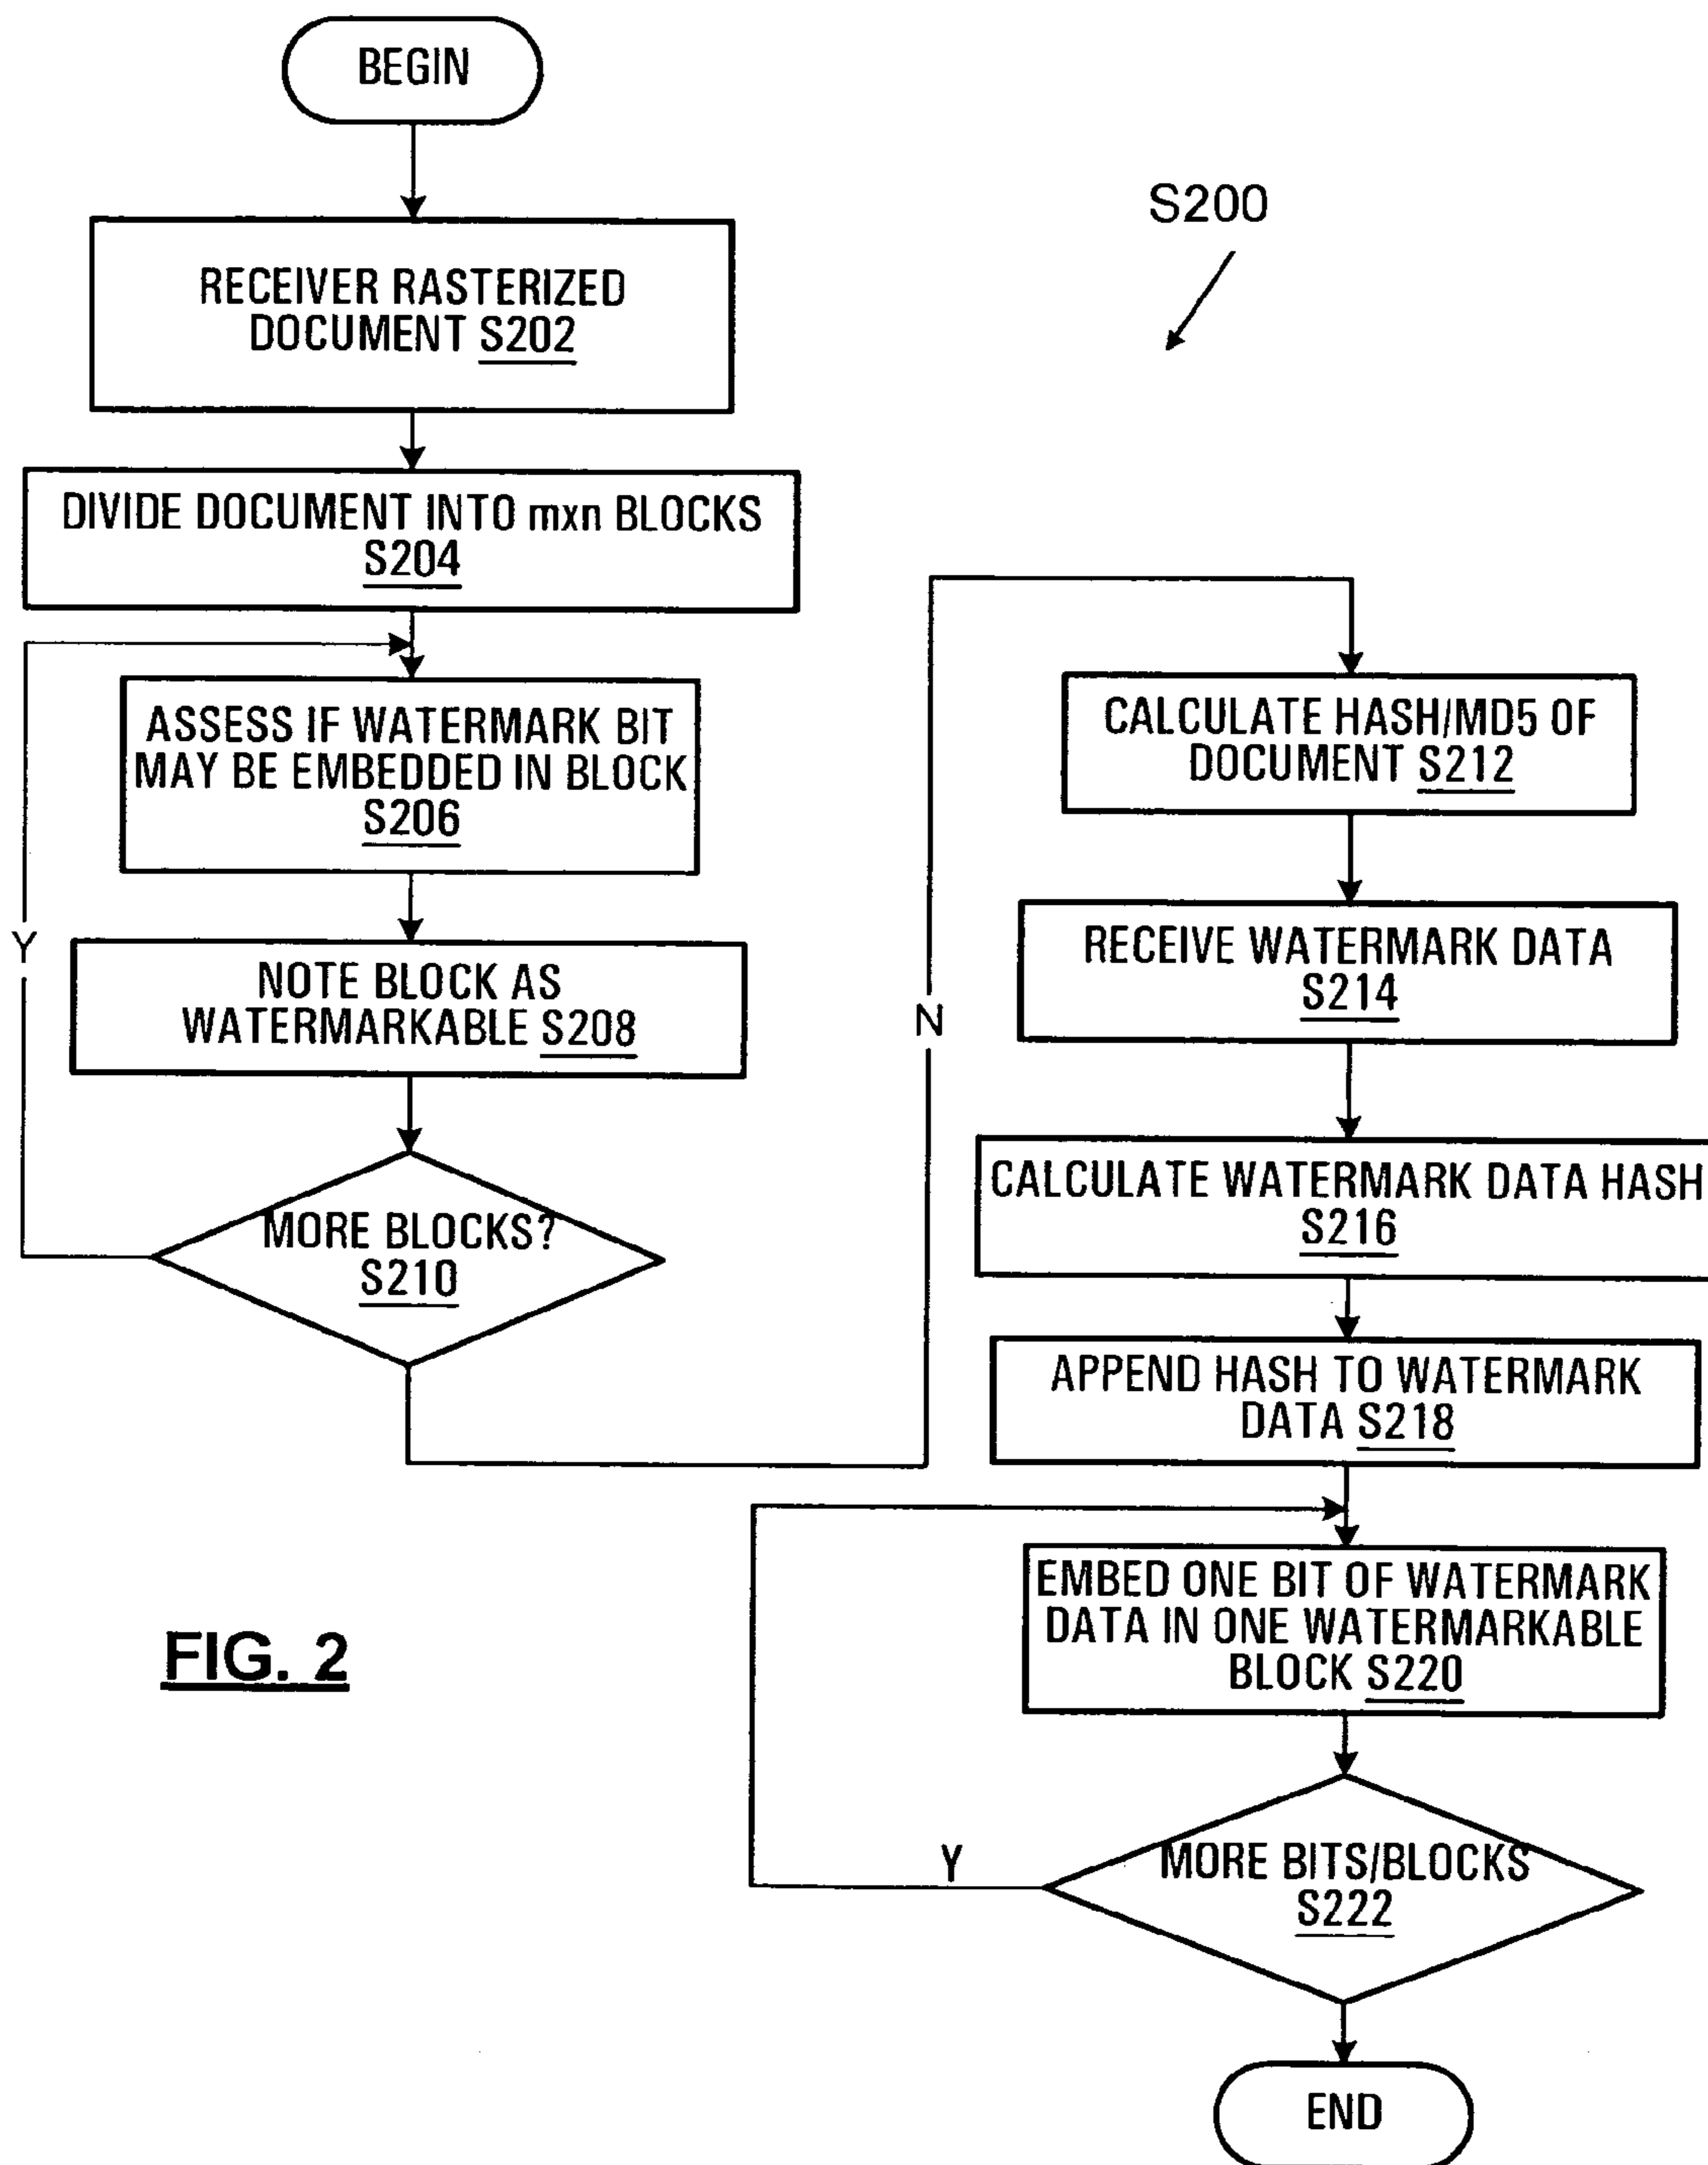 BEGIN
S200
RECEIVER RASTERIZED
DOCUMENT S202
DIVIDE DOCUMENT INTO mxn BLOCKS
S204
ASSESS IF WATERMARK BIT
MAY BE EMBEDDED IN BLOCK
S206
Y
NOTE BLOCK AS
WATERMARKABLE S208
MORE BLOCKS?
S210
N
CALCULATE HASH/MD5 OF
DOCUMENT S212
RECEIVE WATERMARK DATA
S214
CALCULATE WATERMARK DATA HASH
S216
APPEND HASH TO WATERMARK
DATA S218
EMBED ONE BIT OF WATERMARK
DATA IN ONE WATERMARKABLE
BLOCK S220
Y
MORE BITS/BLOCKS
S222
END
FIG. 2